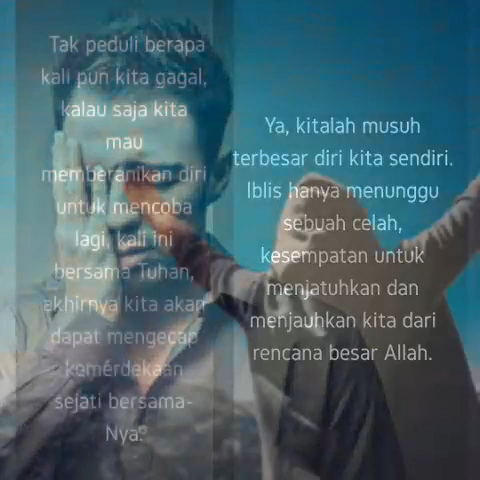 Tak peduli berapa
kali pun kita gagal,
kalau saja kita
mau
memberanikan diri
untuk mencoba
lagi, kali ini
bersama Tuhan,
akhirnya kita akan
dapat mengecap
kemerdekaan
sejati bersama-
Nya."
Ya, kitalah musuh
terbesar diri kita sendiri.
Iblis hanya menunggu
sebuah celah,
kesempatan untuk
menjatuhkan dan
menjauhkan kita dari
rencana besar Allah.